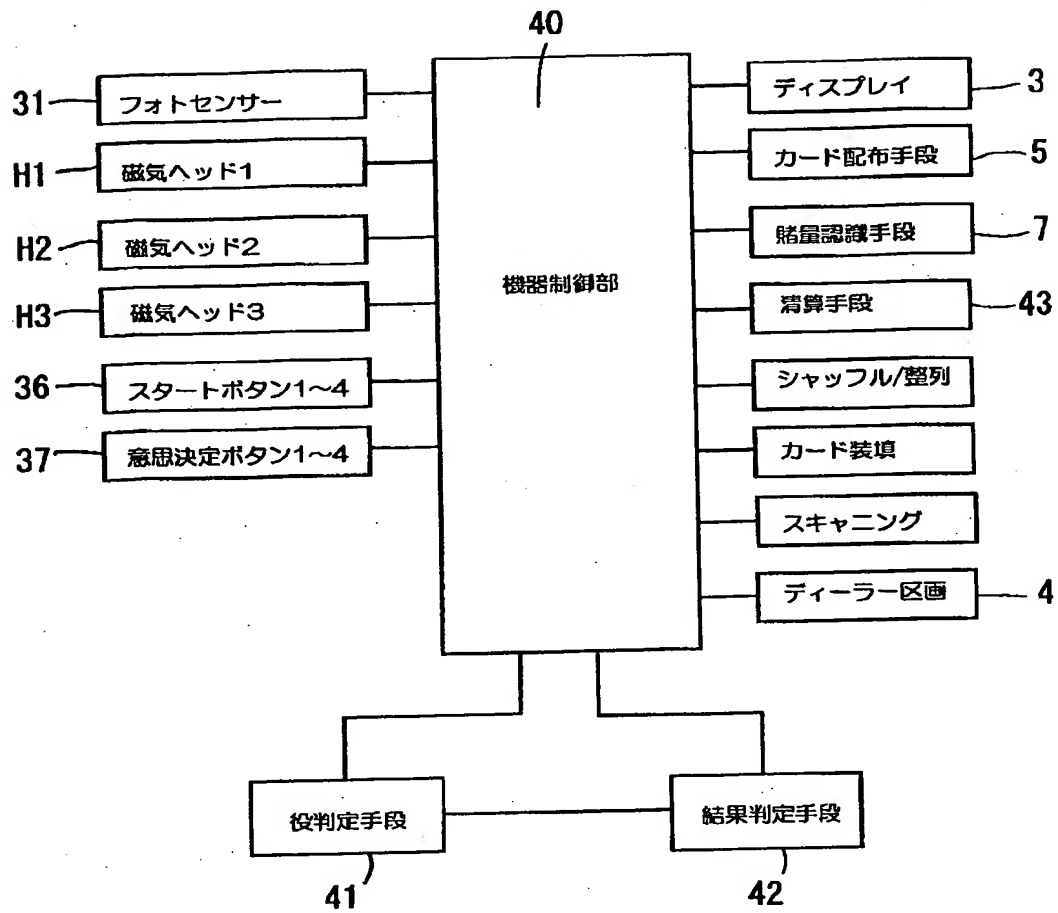 40
31 フォトセンサー
H1 磁気ヘッド1
H2 磁気ヘッド2
H3 磁気ヘッド3
36 スタートボタン1~4
37 意思決定ボタン1~4
機器制御部
ディスプレイ 3
カード配布手段 5
賭量認識手段 7
清算手段 43
シャッフル/整列
カード装填
スキャニング
ディーラー区画 4
役判定手段
41
結果判定手段
42